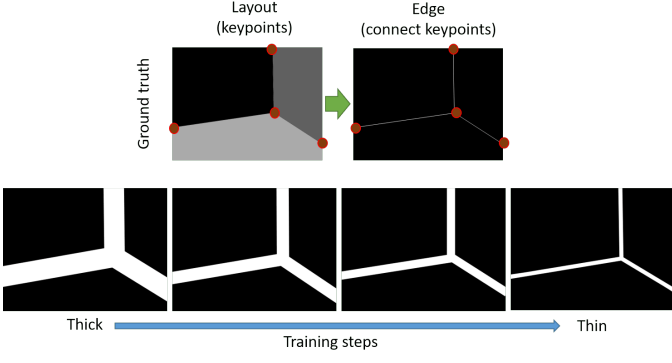 Layout
(keypoints)
Edge
(connect keypoints)
Ground truth
Thick
Thin
Training steps